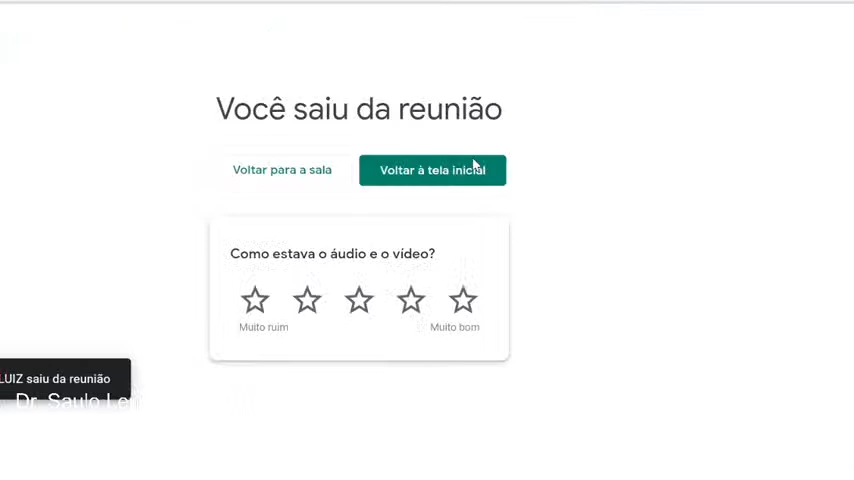 Você saiu da reunião
Voltar para a sala
Voltar à tela inicial
Como estava o áudio e o vídeo?
Muito ruim
Muito bom
LUIZ saiu da reunião
Dr. Saulo